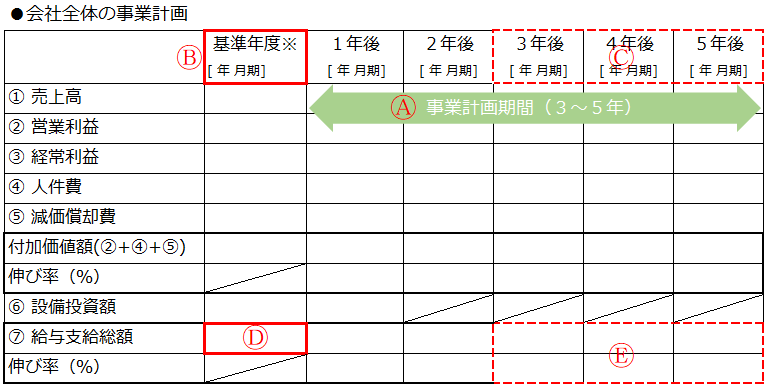 ●会社全体の事業計画
Ⓑ 基準年度※ 1年後 2年後 3年後 4年後 5年後
[ 年 月期] [ 年 月期] [ 年 月期] [ 年 月期] Ⓒ [ 年 月期] [ 年 月期]
① 売上高
Ⓐ 事業計画期間（3～5年）
② 営業利益
③ 経常利益
④ 人件費
⑤ 減価償却費
付加価値額(②+④+⑤)
伸び率（%）
⑥ 設備投資額
⑦ 給与支給総額 Ⓓ
Ⓔ
伸び率（%）